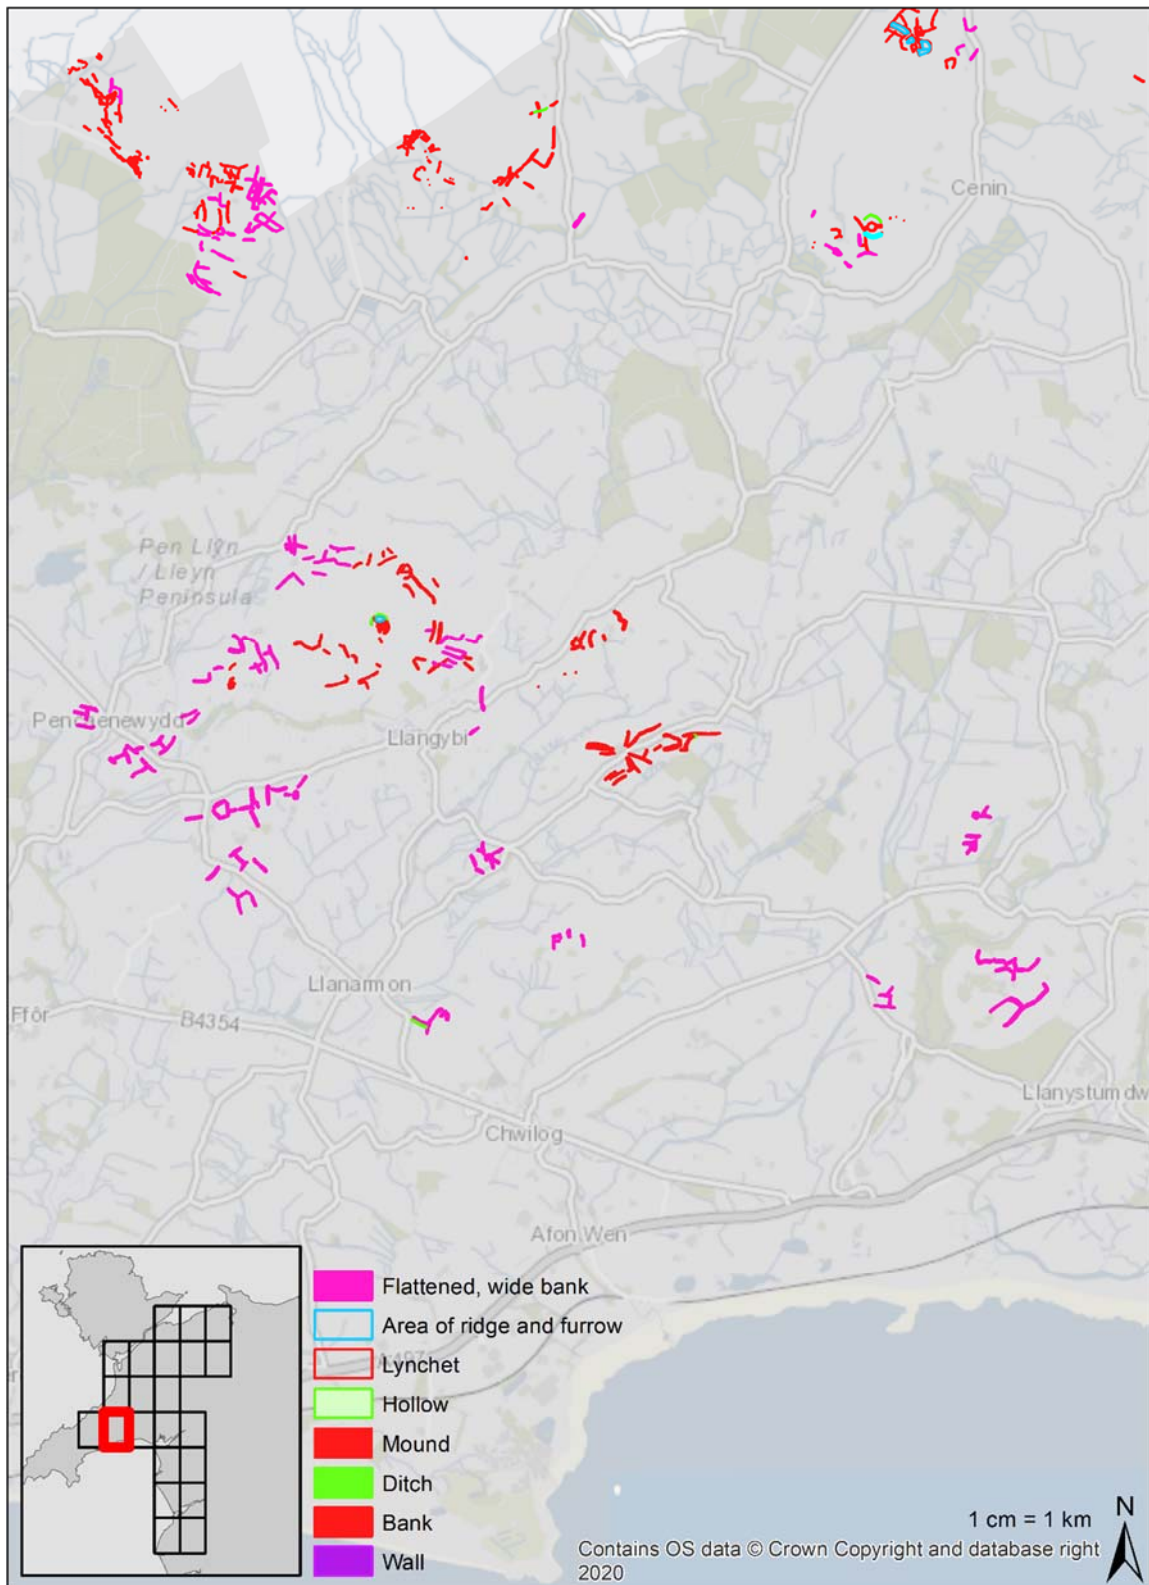 Cenin
Pen Llŷn
/ Lleyn
Peninsula
Llangybi
Llanarmon
Ffôr
B4354
Llanystumdw
Chwilog
Afon Wen
Flattened, wide bank
Area of ridge and furrow
Lynchet
Hollow
Mound
Ditch
Bank
Wall
1 cm = 1 km
N
Contains OS data © Crown Copyright and database right
2020